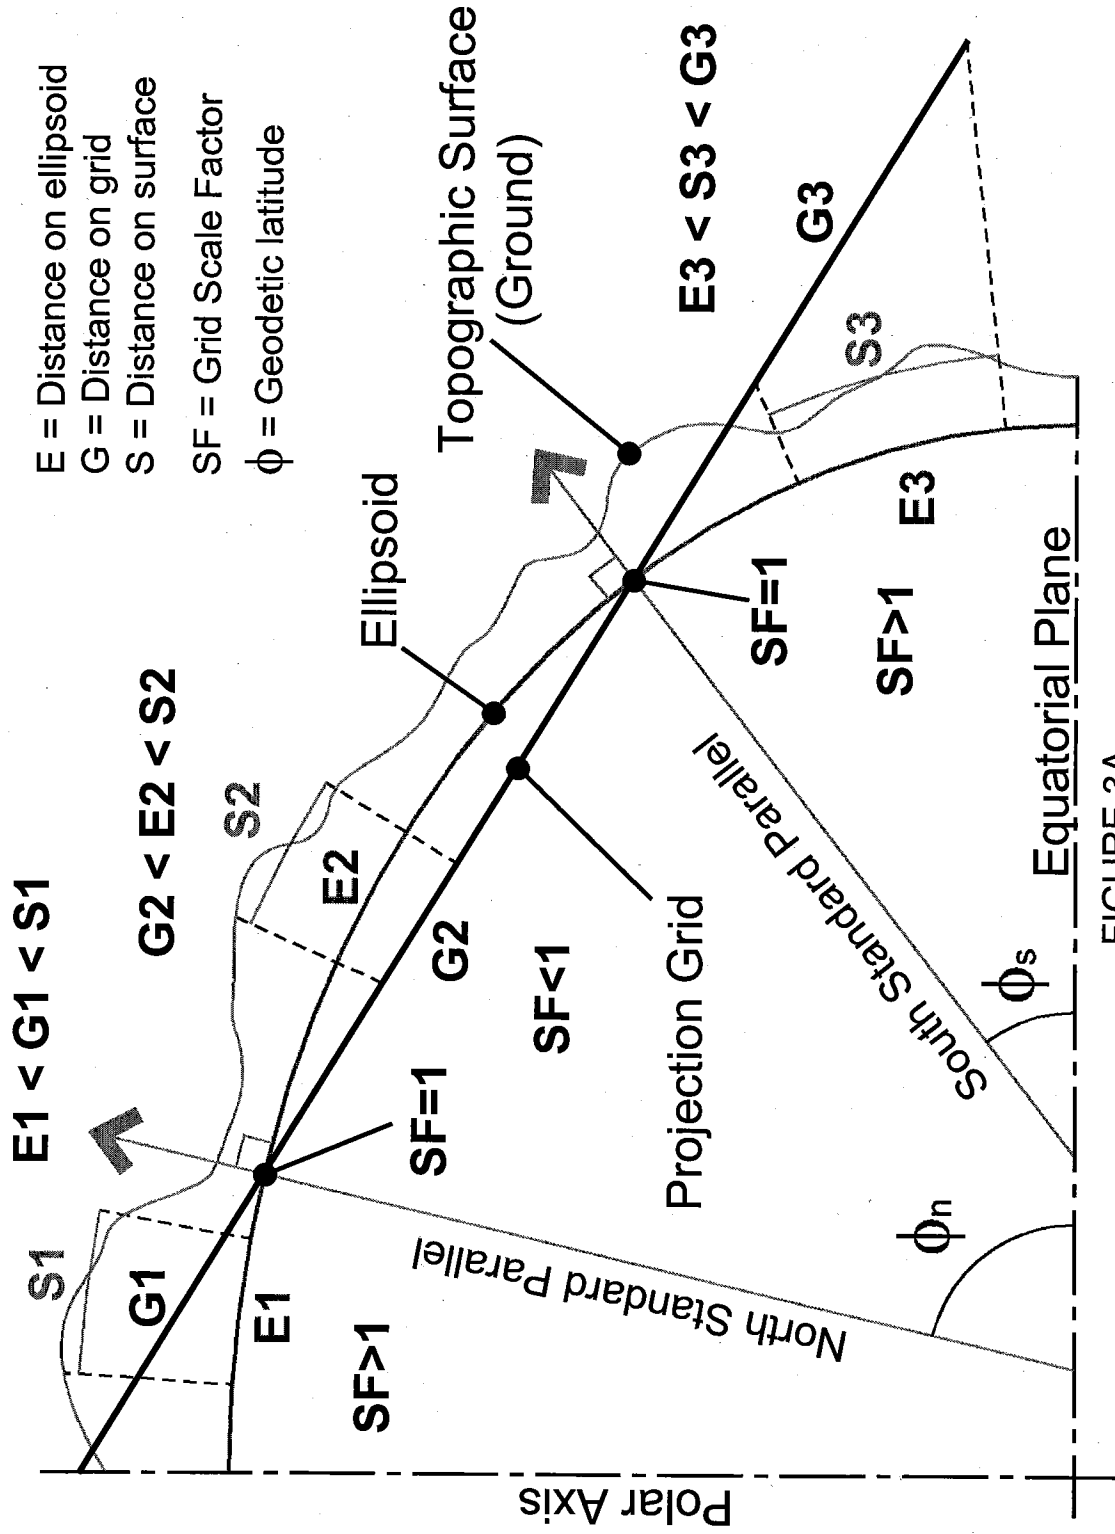 E = Distance on ellipsoid
G = Distance on grid
S = Distance on surface
SF = Grid Scale Factor
ϕ = Geodetic latitude
E1 < G1 < S1
G2 < E2 < S2
E3 < S3 < G3
Topographic Surface
(Ground)
Ellipsoid
S1
G1
E1
SF>1
S2
E2
G2
SF<1
SF=1
Projection Grid
SF=1
SF>1
S3
G3
E3
North Standard Parallel
South Standard Parallel
ϕn
ϕs
Polar Axis
Equatorial Plane
FIGURE 3A